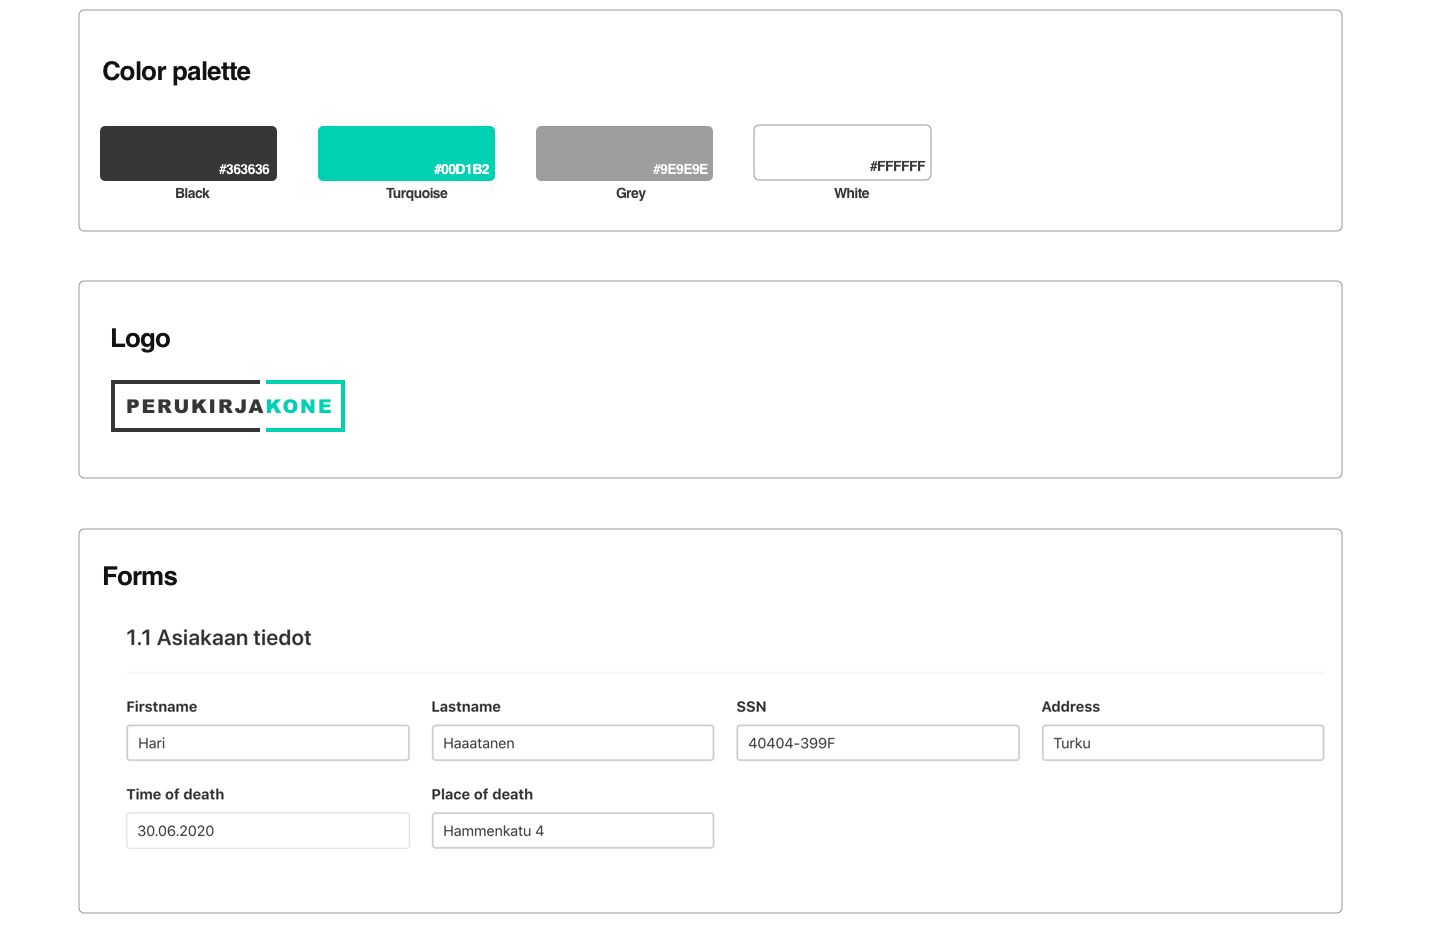 Color palette
#363636 #00D1B2 #9E9E9E #FFFFFF
Black Turquoise Grey White
Logo
PERUKIRJAKONE
Forms
1.1 Asiakaan tiedot
Firstname Lastname SSN Address
Hari Haaatanen 40404-399F Turku
Time of death Place of death
30.06.2020 Hammenkatu 4